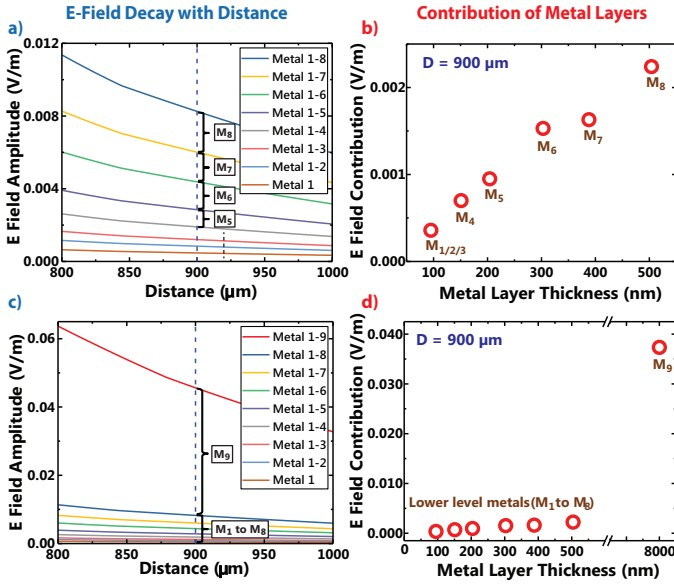 E-Field Decay with Distance
Contribution of Metal Layers
a)
E Field Amplitude (V/m)
0.012
0.008
0.004
0.000
800
850
900
950
1000
Distance (µm)
Metal 1-8
Metal 1-7
Metal 1-6
Metal 1-5
Metal 1-4
Metal 1-3
Metal 1-2
Metal 1
M8
M7
M6
M5
b)
D = 900 µm
E Field Contribution (V/m)
0.002
0.001
0.000
100
200
300
400
500
Metal Layer Thickness (nm)
M1/2/3
M4
M5
M6
M7
M8
c)
E Field Amplitude (V/m)
0.06
0.04
0.02
0.00
800
850
900
950
1000
Distance (µm)
Metal 1-9
Metal 1-8
Metal 1-7
Metal 1-6
Metal 1-5
Metal 1-4
Metal 1-3
Metal 1-2
Metal 1
M9
M1 to M8
d)
D = 900 µm
E Field Contribution (V/m)
0.040
0.030
0.020
0.010
0.000
0
100
200
300
400
500
8000
Metal Layer Thickness (nm)
M9
Lower level metals(M1 to M8)